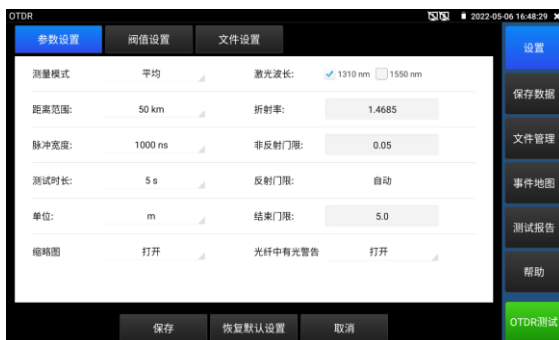 OTDR 2022-05-06 16:48:29
参数设置 阀值设置 文件设置 设置
测量模式 平均 激光波长: 1310 nm 1550 nm
保存数据
距离范围: 50 km 折射率: 1.4685
文件管理
脉冲宽度: 1000 ns 非反射门限: 0.05
测试时长: 5 s 反射门限: 自动 事件地图
单位: m 结束门限: 5.0
测试报告
缩略图 打开 光纤中有光警告 打开
帮助
保存 恢复默认设置 取消 OTDR测试